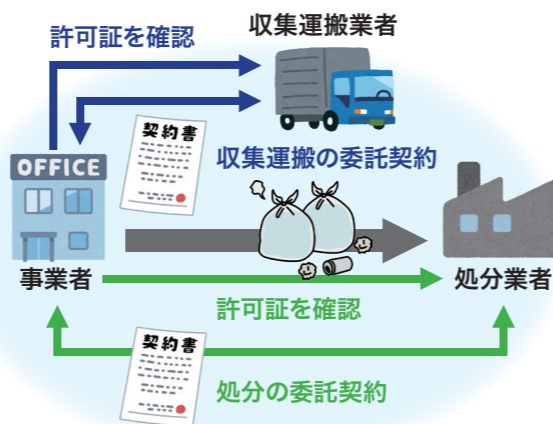 収集運搬業者
許可証を確認
契約書
収集運搬の委託契約
OFFICE
事業者
処分業者
許可証を確認
契約書
処分の委託契約